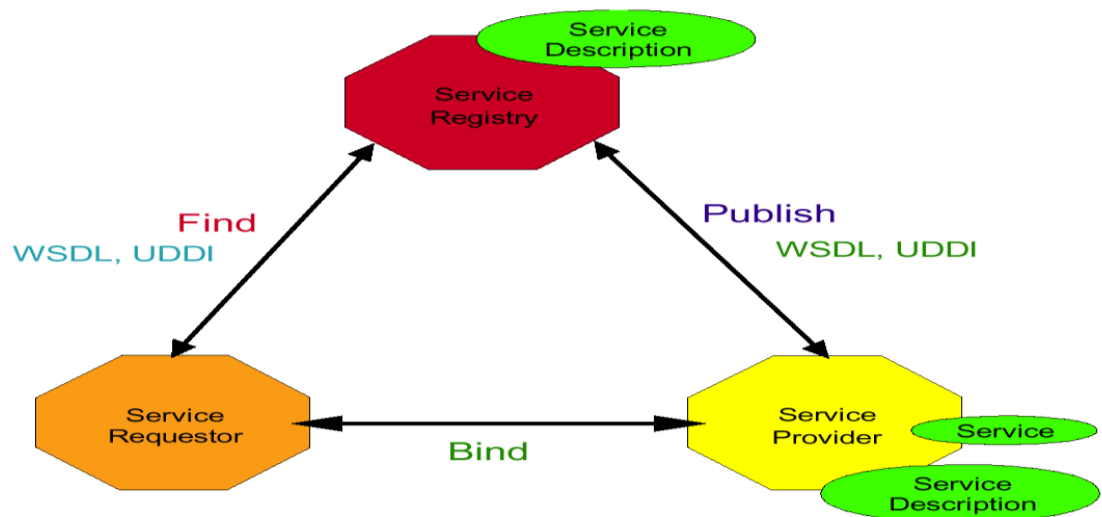 Service
Description
Service
Registry
Find
WSDL, UDDI
Publish
WSDL, UDDI
Service
Requestor
Bind
Service
Provider
Service
Service
Description